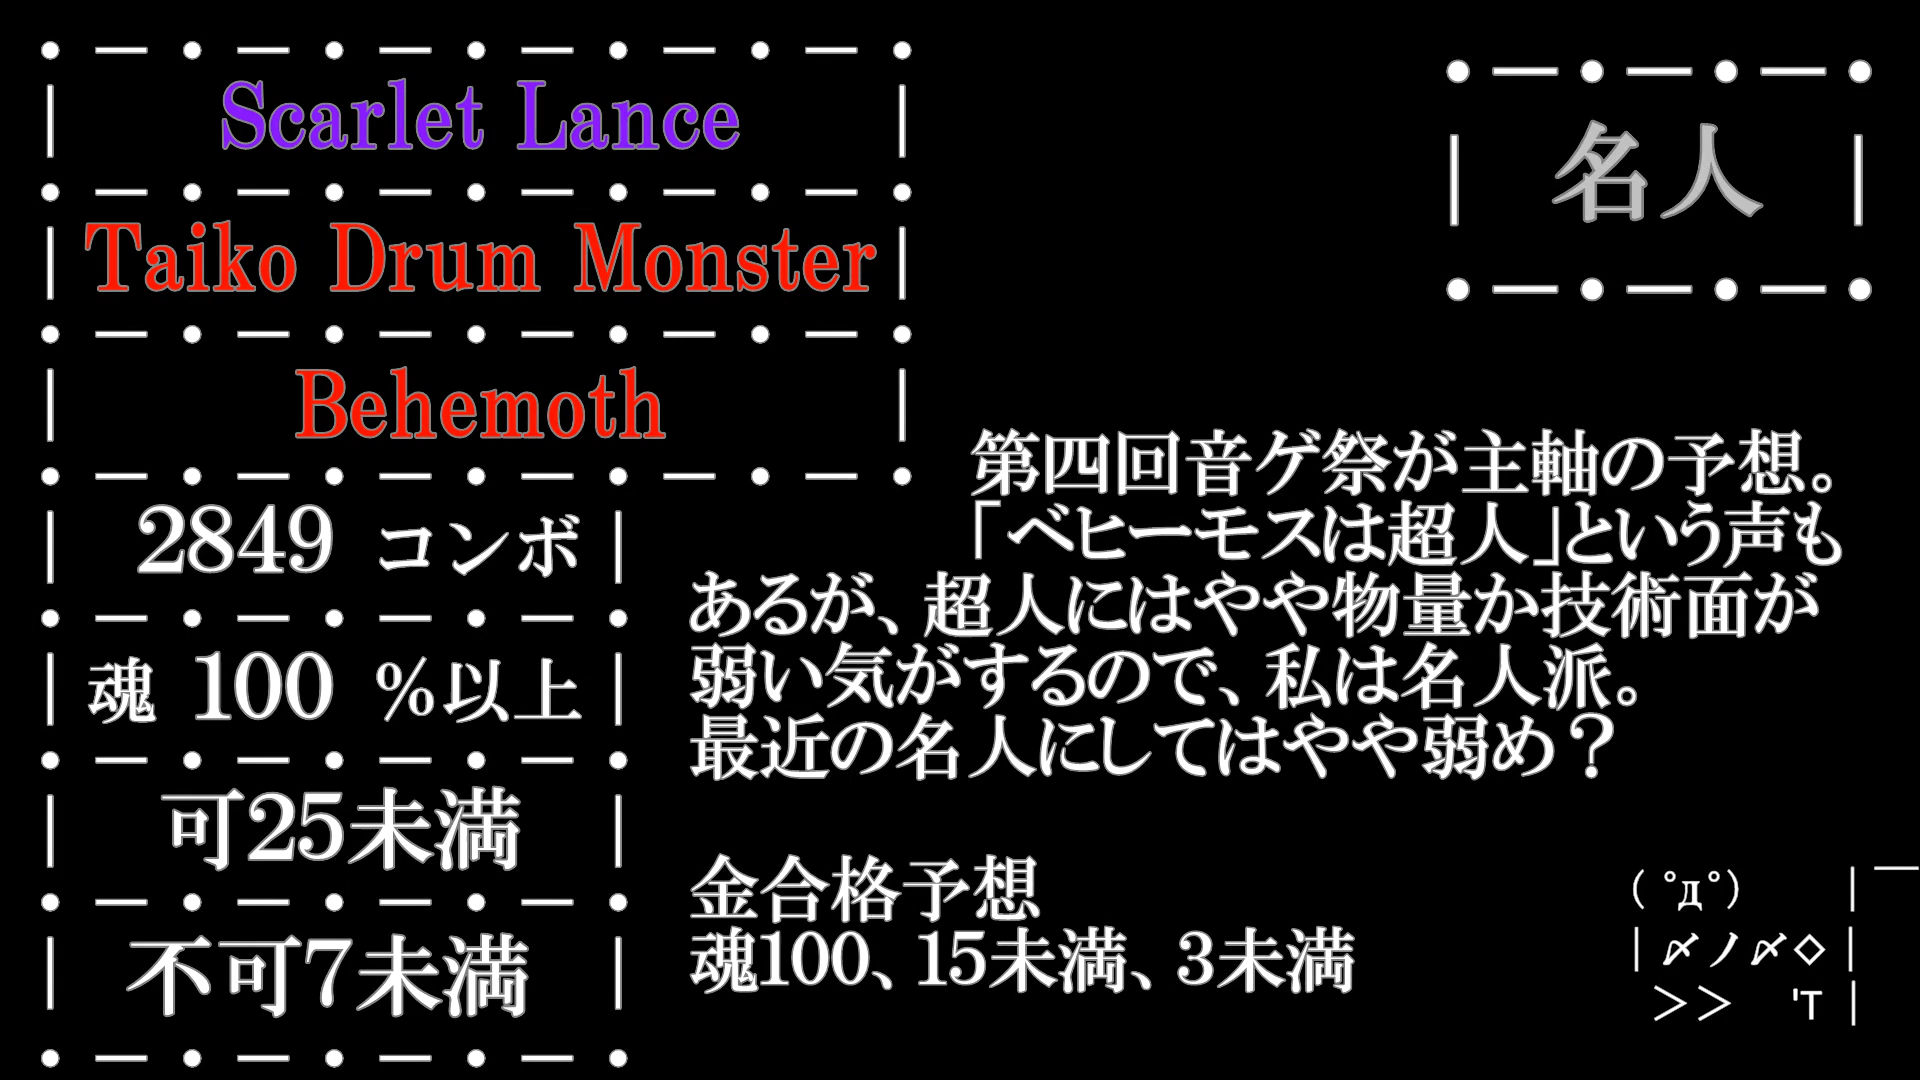 Scarlet Lance
Taiko Drum Monster
Behemoth
2849 コンボ
魂 100 %以上
可25未満
不可7未満
名人
第四回音ゲ祭が主軸の予想。
「ベヒーモスは超人」という声も
あるが、超人にはやや物量か技術面が
弱い気がするので、私は名人派。
最近の名人にしてはやや弱め？
金合格予想
魂100、15未満、3未満
( ﾟдﾟ)　　|￣
|〆ノ〆◇|
＞＞　'T|